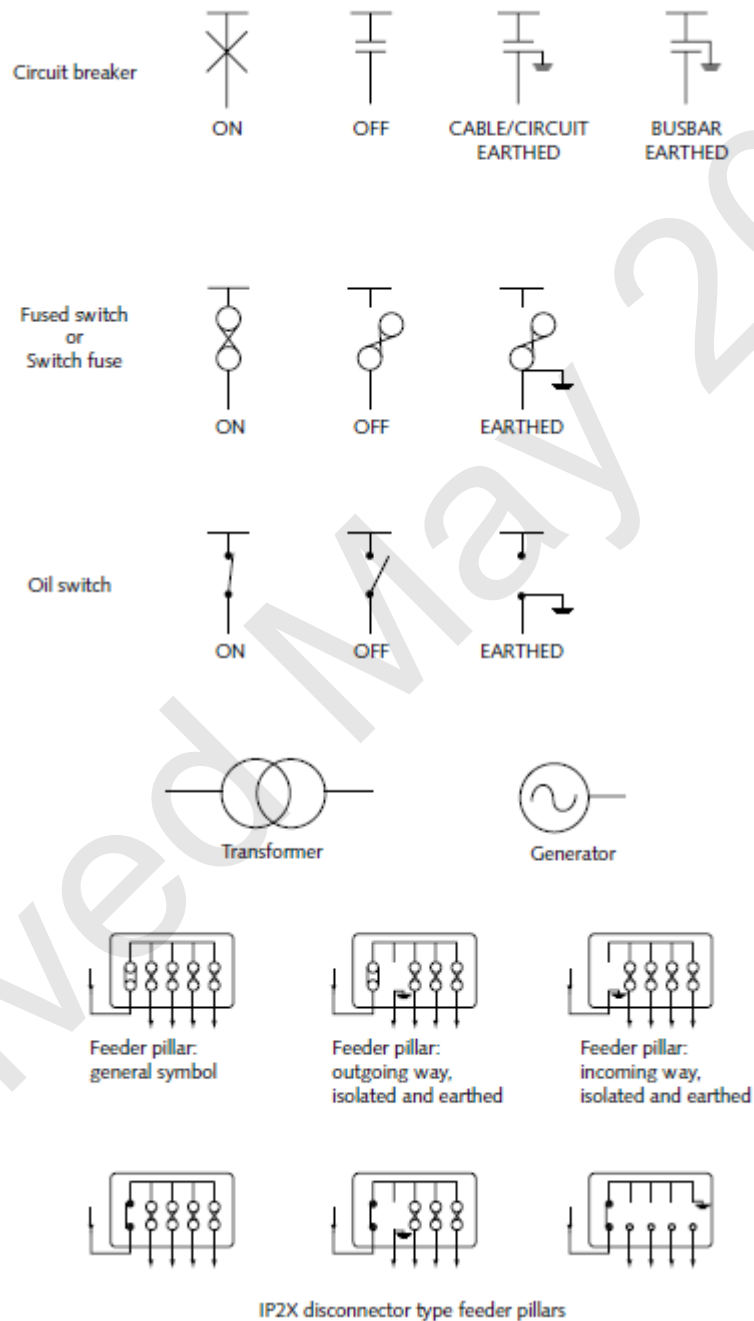 Circuit breaker
ON
OFF
CABLE/CIRCUIT
EARTHED
BUSBAR
EARTHED
Fused switch
or
Switch fuse
ON
OFF
EARTHED
Oil switch
ON
OFF
EARTHED
Transformer
Generator
Feeder pillar:
general symbol
Feeder pillar:
outgoing way,
isolated and earthed
Feeder pillar:
incoming way,
isolated and earthed
IP2X disconnector type feeder pillars
May